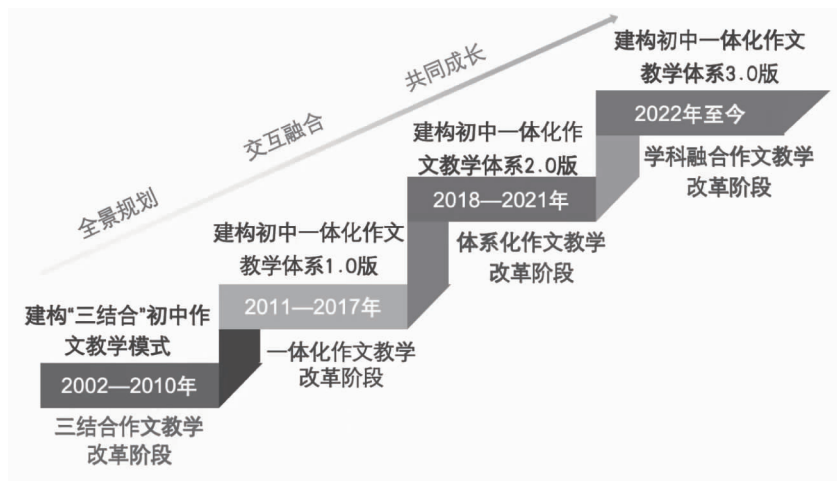 全景规划
交互融合
共同成长
建构“三结合”初中作
文教学模式
2002—2010年
三结合作文教学
改革阶段
建构初中一体化作文
教学体系1.0版
2011—2017年
一体化作文教学
改革阶段
建构初中一体化作
文教学体系2.0版
2018—2021年
体系化作文教学
改革阶段
建构初中一体化作文
教学体系3.0版
2022年至今
学科融合作文教学
改革阶段